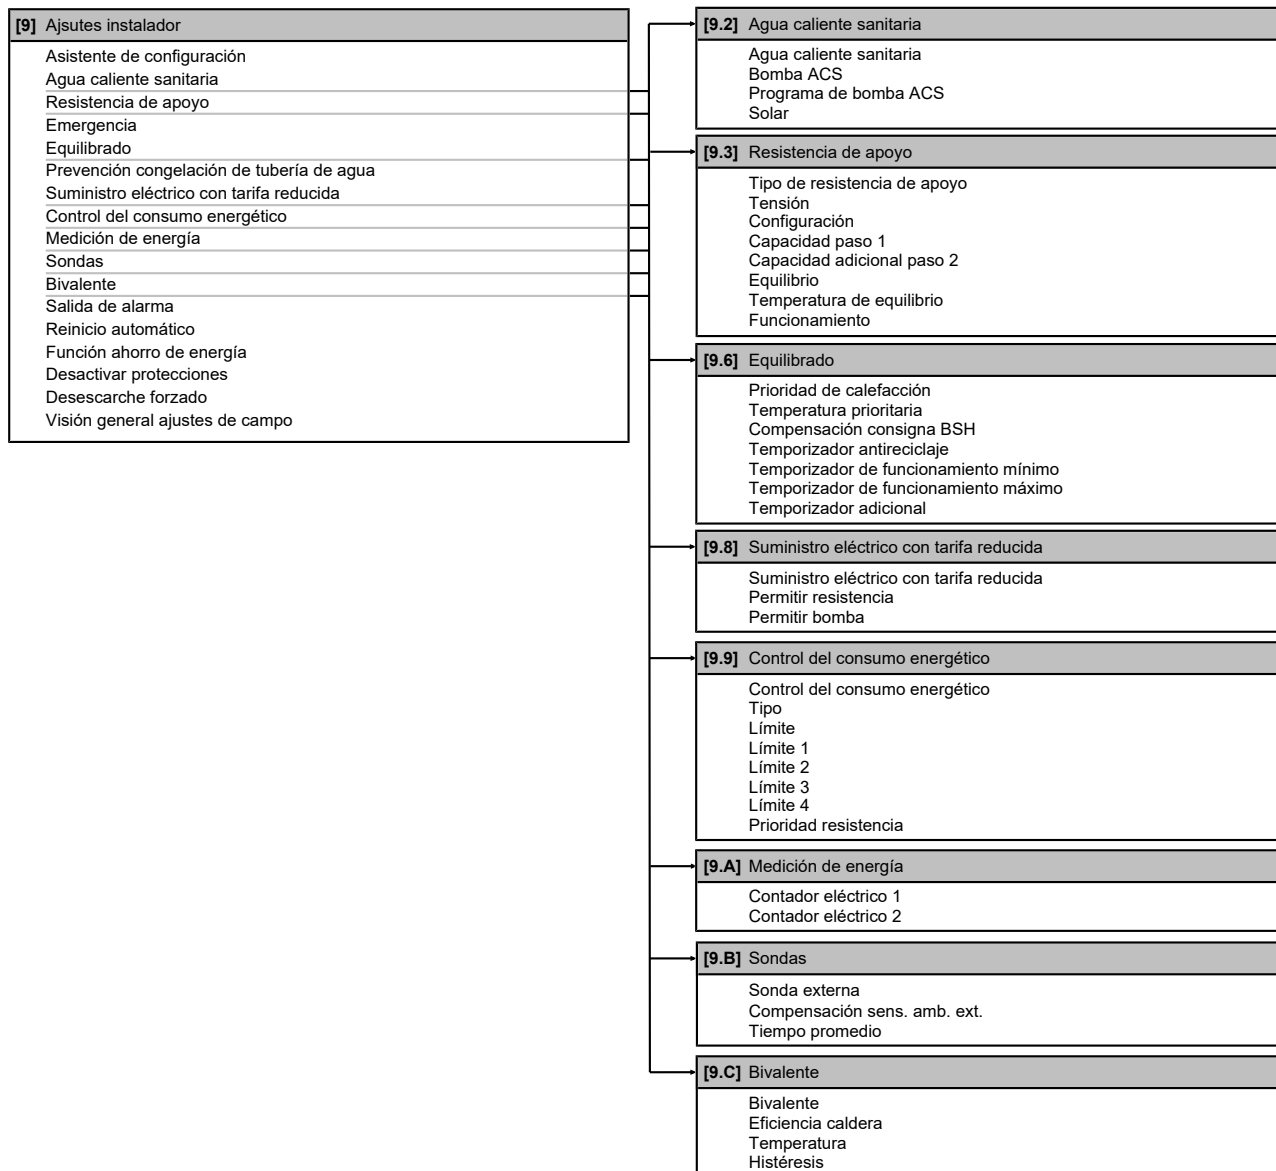 [9] Ajsutes instalador
Asistente de configuración
Agua caliente sanitaria
Resistencia de apoyo
Emergencia
Equilibrado
Prevención congelación de tubería de agua
Suministro eléctrico con tarifa reducida
Control del consumo energético
Medición de energía
Sondas
Bivalente
Salida de alarma
Reinicio automático
Función ahorro de energía
Desactivar protecciones
Desescarche forzado
Visión general ajustes de campo
[9.2] Agua caliente sanitaria
Agua caliente sanitaria
Bomba ACS
Programa de bomba ACS
Solar
[9.3] Resistencia de apoyo
Tipo de resistencia de apoyo
Tensión
Configuración
Capacidad paso 1
Capacidad adicional paso 2
Equilibrio
Temperatura de equilibrio
Funcionamiento
[9.6] Equilibrado
Prioridad de calefacción
Temperatura prioritaria
Compensación consigna BSH
Temporizador antireciclaje
Temporizador de funcionamiento mínimo
Temporizador de funcionamiento máximo
Temporizador adicional
[9.8] Suministro eléctrico con tarifa reducida
Suministro eléctrico con tarifa reducida
Permitir resistencia
Permitir bomba
[9.9] Control del consumo energético
Control del consumo energético
Tipo
Límite
Límite 1
Límite 2
Límite 3
Límite 4
Prioridad resistencia
[9.A] Medición de energía
Contador eléctrico 1
Contador eléctrico 2
[9.B] Sondas
Sonda externa
Compensación sens. amb. ext.
Tiempo promedio
[9.C] Bivalente
Bivalente
Eficiencia caldera
Temperatura
Histéresis